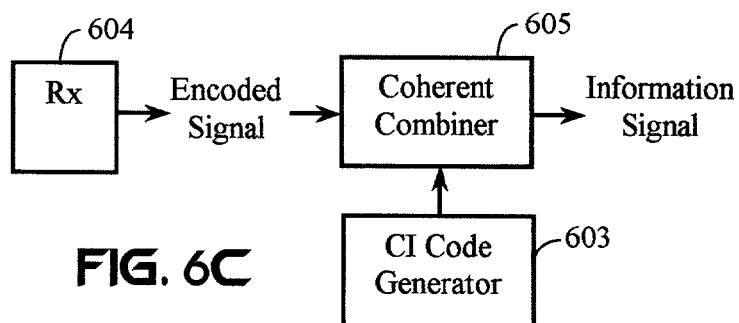 604
Rx
Encoded
Signal
605
Coherent
Combiner
Information
Signal
603
CI Code
Generator
FIG. 6C